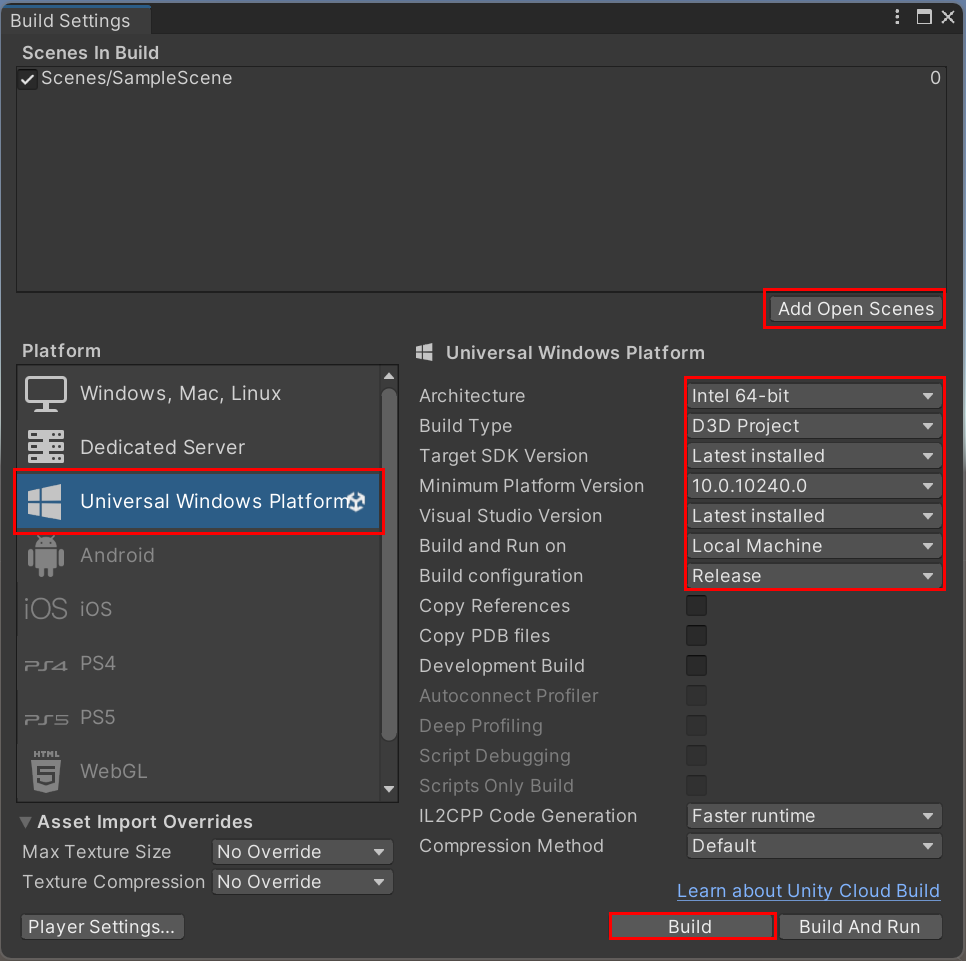 Build Settings
Scenes In Build
Scenes/SampleScene 0
Add Open Scenes
Platform
Windows, Mac, Linux
Dedicated Server
Universal Windows Platform
Android
iOS iOS
PS4 PS4
PS5 PS5
HTML 5 WebGL
Asset Import Overrides
Max Texture Size No Override
Texture Compression No Override
Player Settings...
Universal Windows Platform
Architecture Intel 64-bit
Build Type D3D Project
Target SDK Version Latest installed
Minimum Platform Version 10.0.10240.0
Visual Studio Version Latest installed
Build and Run on Local Machine
Build configuration Release
Copy References
Copy PDB files
Development Build
Autoconnect Profiler
Deep Profiling
Script Debugging
Scripts Only Build
IL2CPP Code Generation Faster runtime
Compression Method Default
Learn about Unity Cloud Build
Build Build And Run